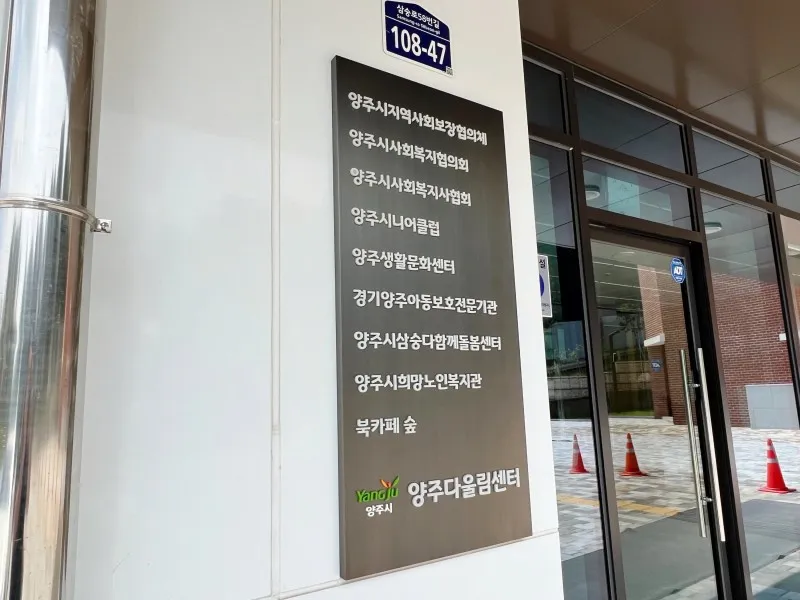 삼숭로58번길
Samsung-ro 58beon-gil
108-47
양주시지역사회보장협의체
양주시사회복지협의회
양주시사회복지사협회
양주시니어클럽
양주생활문화센터
경기양주아동보호전문기관
양주시삼숭다함께돌봄센터
양주시희망노인복지관
북카페 숲
Yangju
양주시
양주다울림센터
ADT